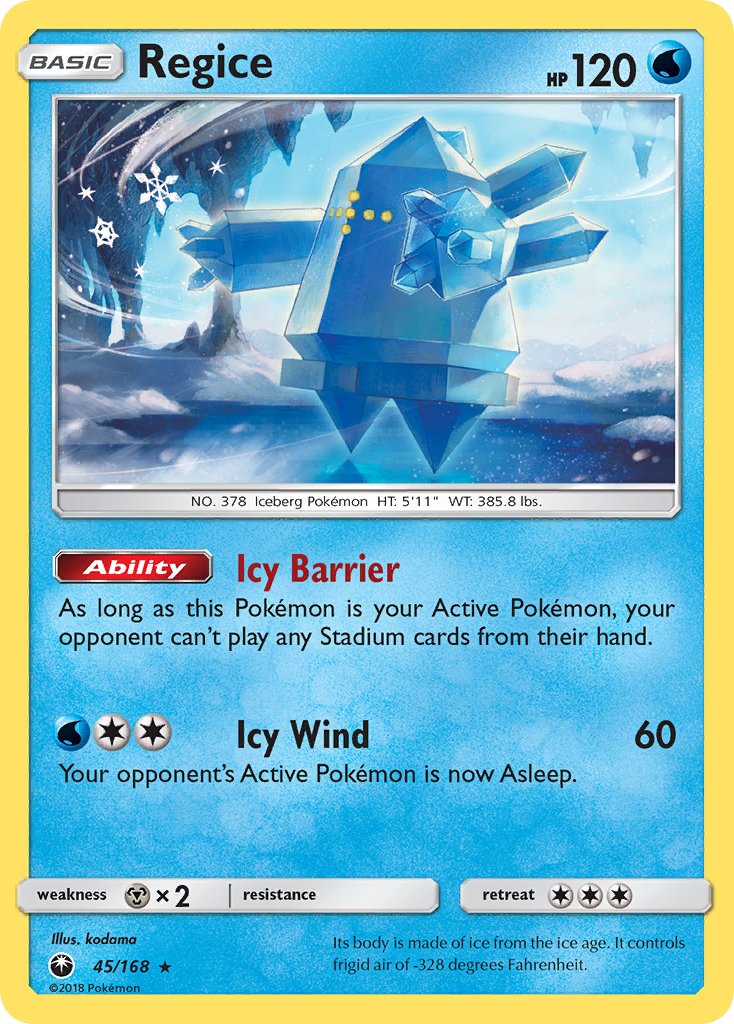 BASIC Regice HP 120
NO. 378 Iceberg Pokémon HT: 5'11" WT: 385.8 lbs.
Ability Icy Barrier
As long as this Pokémon is your Active Pokémon, your
opponent can't play any Stadium cards from their hand.
Icy Wind 60
Your opponent's Active Pokémon is now Asleep.
weakness ×2 resistance retreat
Illus. kodama
45/168 ★
©2018 Pokémon
Its body is made of ice from the ice age. It controls
frigid air of -328 degrees Fahrenheit.